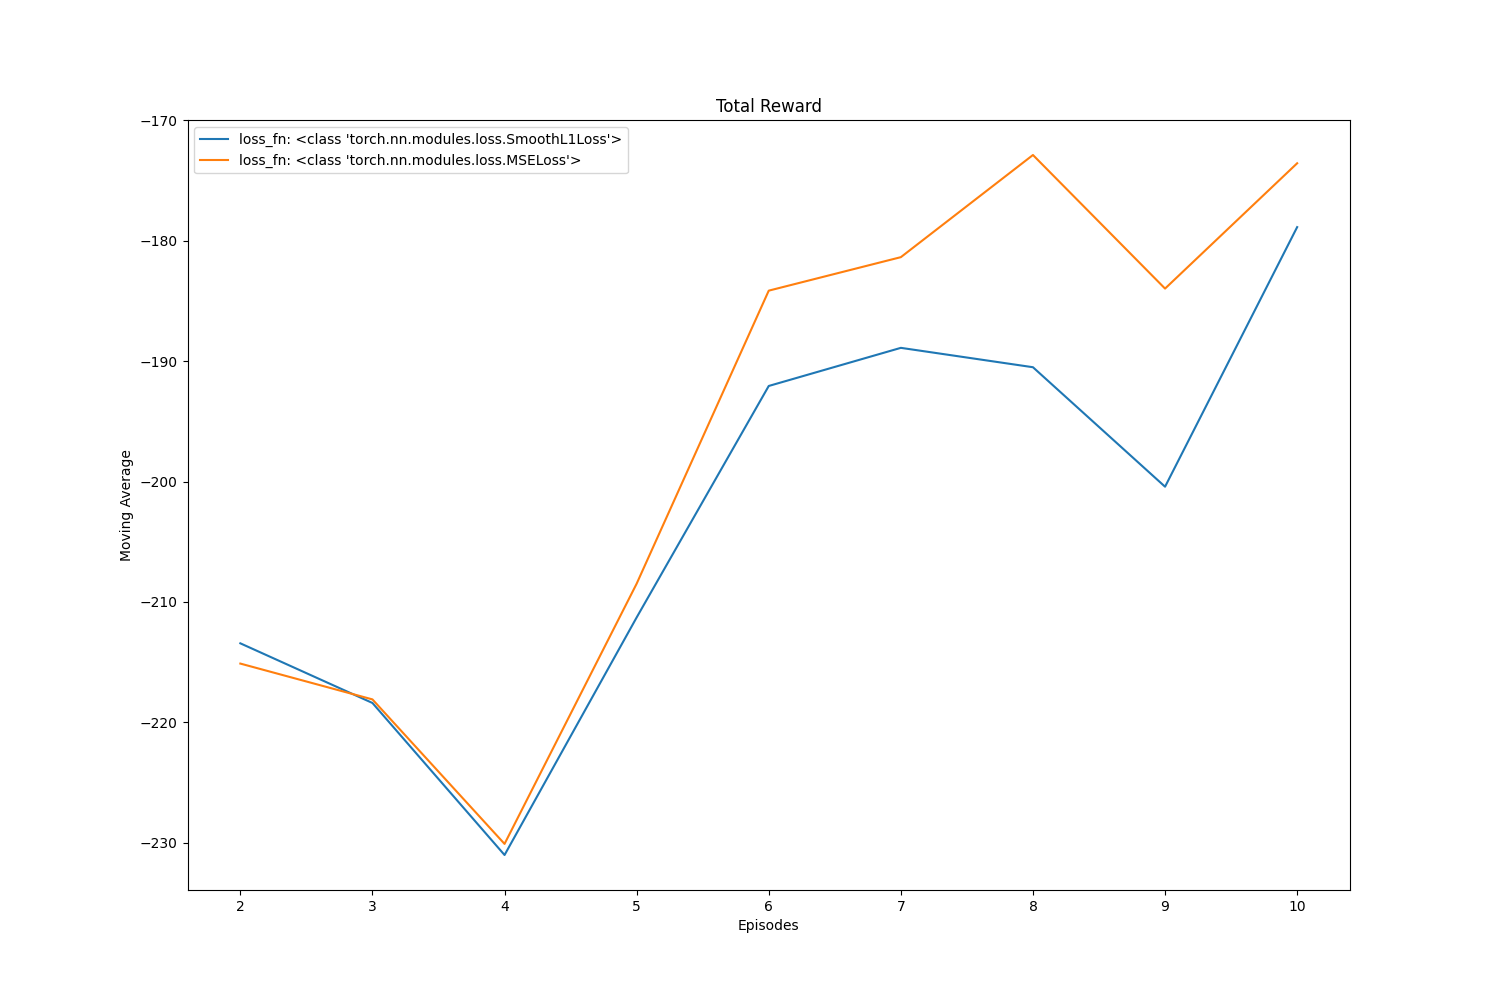 Total Reward
loss_fn: <class 'torch.nn.modules.loss.SmoothL1Loss'>
loss_fn: <class 'torch.nn.modules.loss.MSELoss'>
Moving Average
−170
−180
−190
−200
−210
−220
−230
2 3 4 5 6 7 8 9 10
Episodes